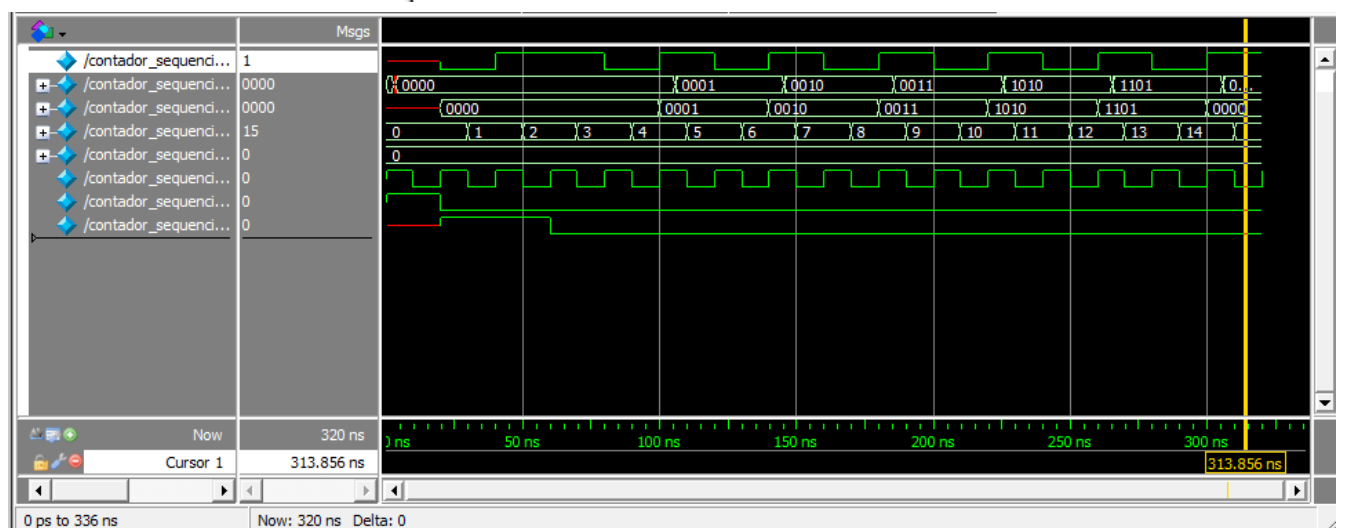 Msgs
/contador_sequenci... 1
/contador_sequenci... 0000 0000 0001 0010 0011 1010 1101 0...
/contador_sequenci... 0000 0000 0001 0010 0011 1010 1101 0000
/contador_sequenci... 15 0 1 2 3 4 5 6 7 8 9 10 11 12 13 14
/contador_sequenci... 0 0
/contador_sequenci... 0
/contador_sequenci... 0
/contador_sequenci... 0
Now 320 ns ns 50 ns 100 ns 150 ns 200 ns 250 ns 300 ns
Cursor 1 313.856 ns 313.856 ns
0 ps to 336 ns Now: 320 ns Delta: 0